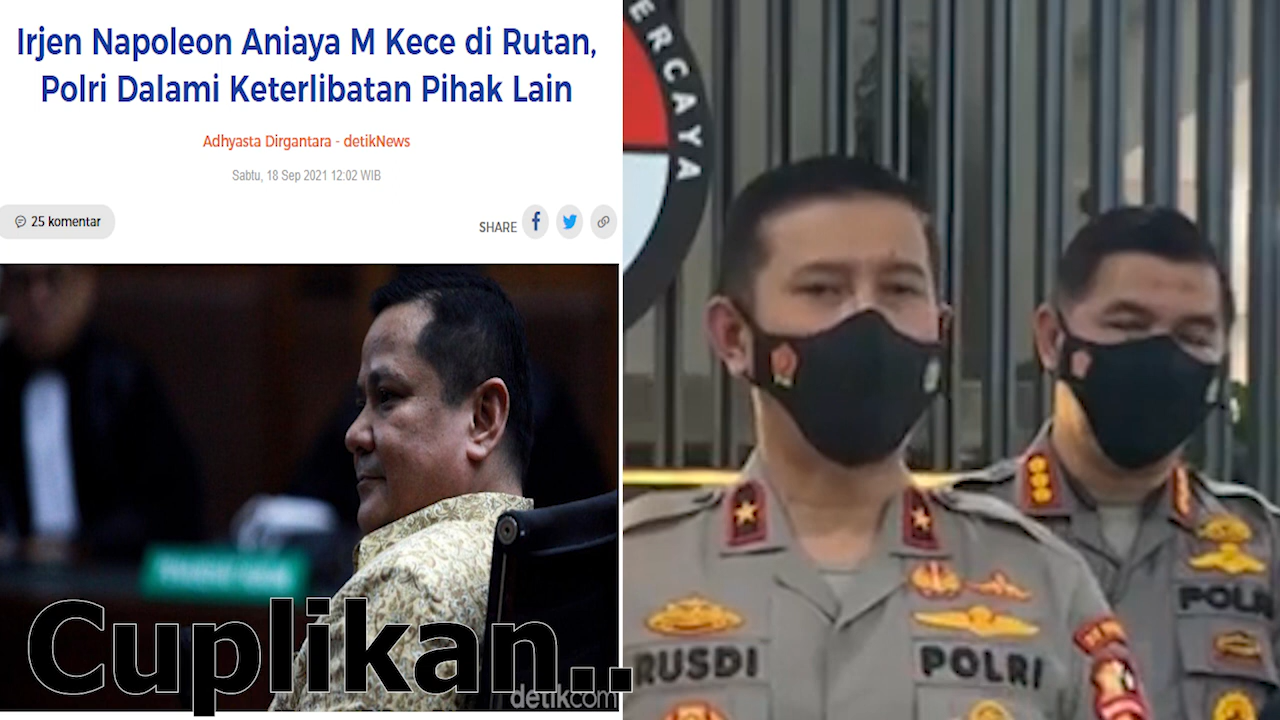 Irjen Napoleon Aniaya M Kece di Rutan,
Polri Dalami Keterlibatan Pihak Lain
Adhyasta Dirgantara - detikNews
Sabtu, 18 Sep 2021 12:02 WIB
25 komentar
SHARE
Cuplikan..
detikcom
ERCAYA
RUSDI
POLRI
POLRI